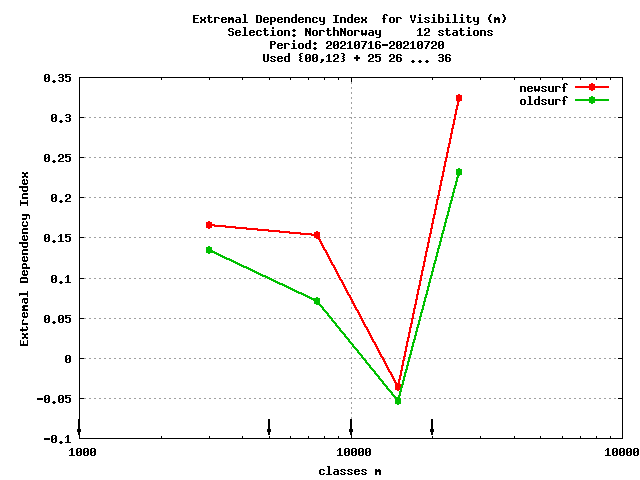 Extremal Dependency Index  for Visibility (m)
Selection: NorthNorway     12 stations
Period: 20210716-20210720
Used {00,12} + 25 26 ... 36
newsurf
oldsurf
0.35
0.3
0.25
0.2
0.15
0.1
0.05
0
-0.05
-0.1
Extremal Dependency Index
1000
10000
10000
classes m